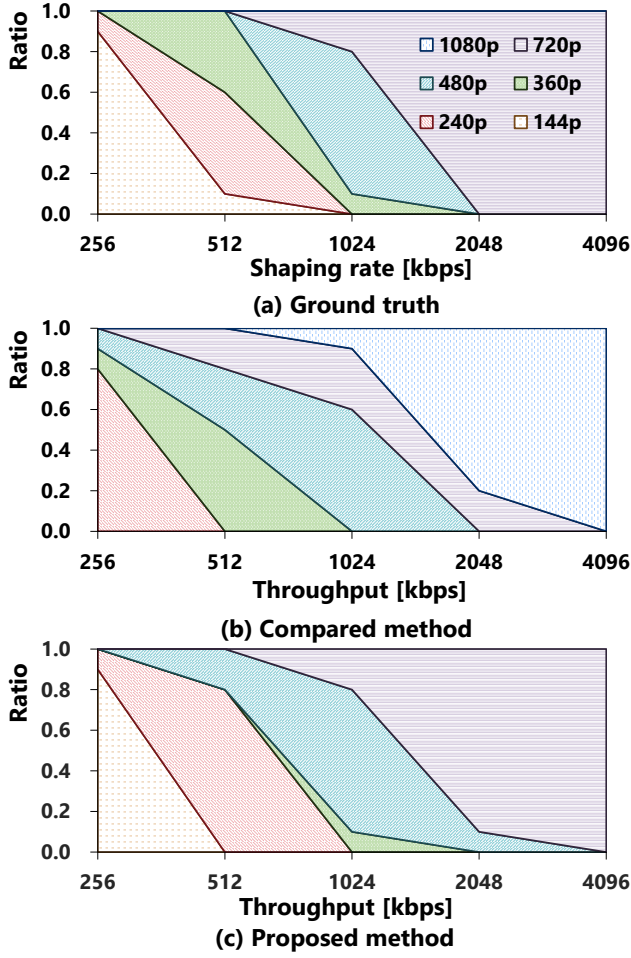 Ratio
1.0
0.8
0.6
0.4
0.2
0.0
1080p 720p
480p 360p
240p 144p
256 512 1024 2048 4096
Shaping rate [kbps]
(a) Ground truth
Ratio
1.0
0.8
0.6
0.4
0.2
0.0
256 512 1024 2048 4096
Throughput [kbps]
(b) Compared method
Ratio
1.0
0.8
0.6
0.4
0.2
0.0
256 512 1024 2048 4096
Throughput [kbps]
(c) Proposed method